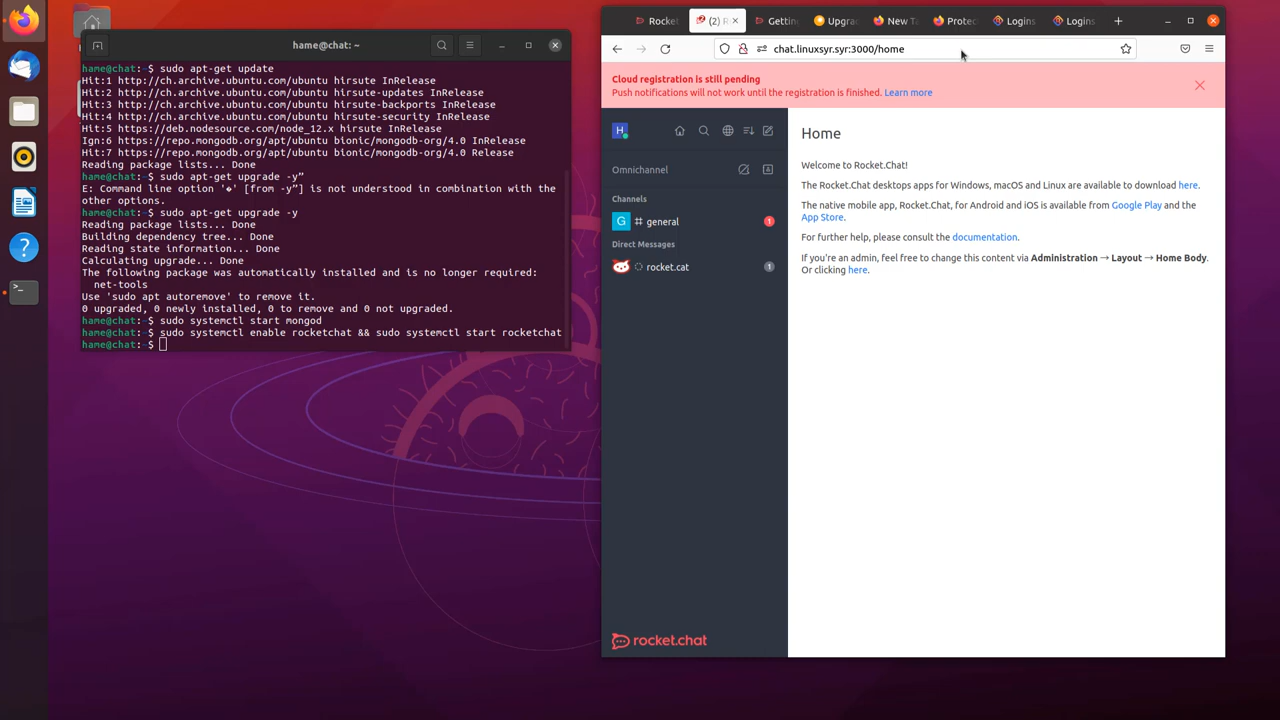 hame@chat: ~
hame@chat:~$ sudo apt-get update
Hit:1 http://ch.archive.ubuntu.com/ubuntu hirsute InRelease
Hit:2 http://ch.archive.ubuntu.com/ubuntu hirsute-updates InRelease
Hit:3 http://ch.archive.ubuntu.com/ubuntu hirsute-backports InRelease
Hit:4 http://ch.archive.ubuntu.com/ubuntu hirsute-security InRelease
Hit:5 https://deb.nodesource.com/node_12.x hirsute InRelease
Ign:6 https://repo.mongodb.org/apt/ubuntu bionic/mongodb-org/4.0 InRelease
Hit:7 https://repo.mongodb.org/apt/ubuntu bionic/mongodb-org/4.0 Release
Reading package lists... Done
hame@chat:~$ sudo apt-get upgrade -y”
E: Command line option '�' [from -y”] is not understood in combination with the
other options.
hame@chat:~$ sudo apt-get upgrade -y
Reading package lists... Done
Building dependency tree... Done
Reading state information... Done
Calculating upgrade... Done
The following package was automatically installed and is no longer required:
net-tools
Use 'sudo apt autoremove' to remove it.
0 upgraded, 0 newly installed, 0 to remove and 0 not upgraded.
hame@chat:~$ sudo systemctl start mongod
hame@chat:~$ sudo systemctl enable rocketchat && sudo systemctl start rocketchat
hame@chat:~$
Rocket
(2) R
Getting
Upgra
New Ta
Protec
Logins
Logins
chat.linuxsyr.syr:3000/home
Cloud registration is still pending
Push notifications will not work until the registration is finished. Learn more
H
Omnichannel
Channels
G # general 1
Direct Messages
rocket.cat 1
rocket.chat
Home
Welcome to Rocket.Chat!
The Rocket.Chat desktops apps for Windows, macOS and Linux are available to download here.
The native mobile app, Rocket.Chat, for Android and iOS is available from Google Play and the
App Store.
For further help, please consult the documentation.
If you're an admin, feel free to change this content via Administration → Layout → Home Body.
Or clicking here.